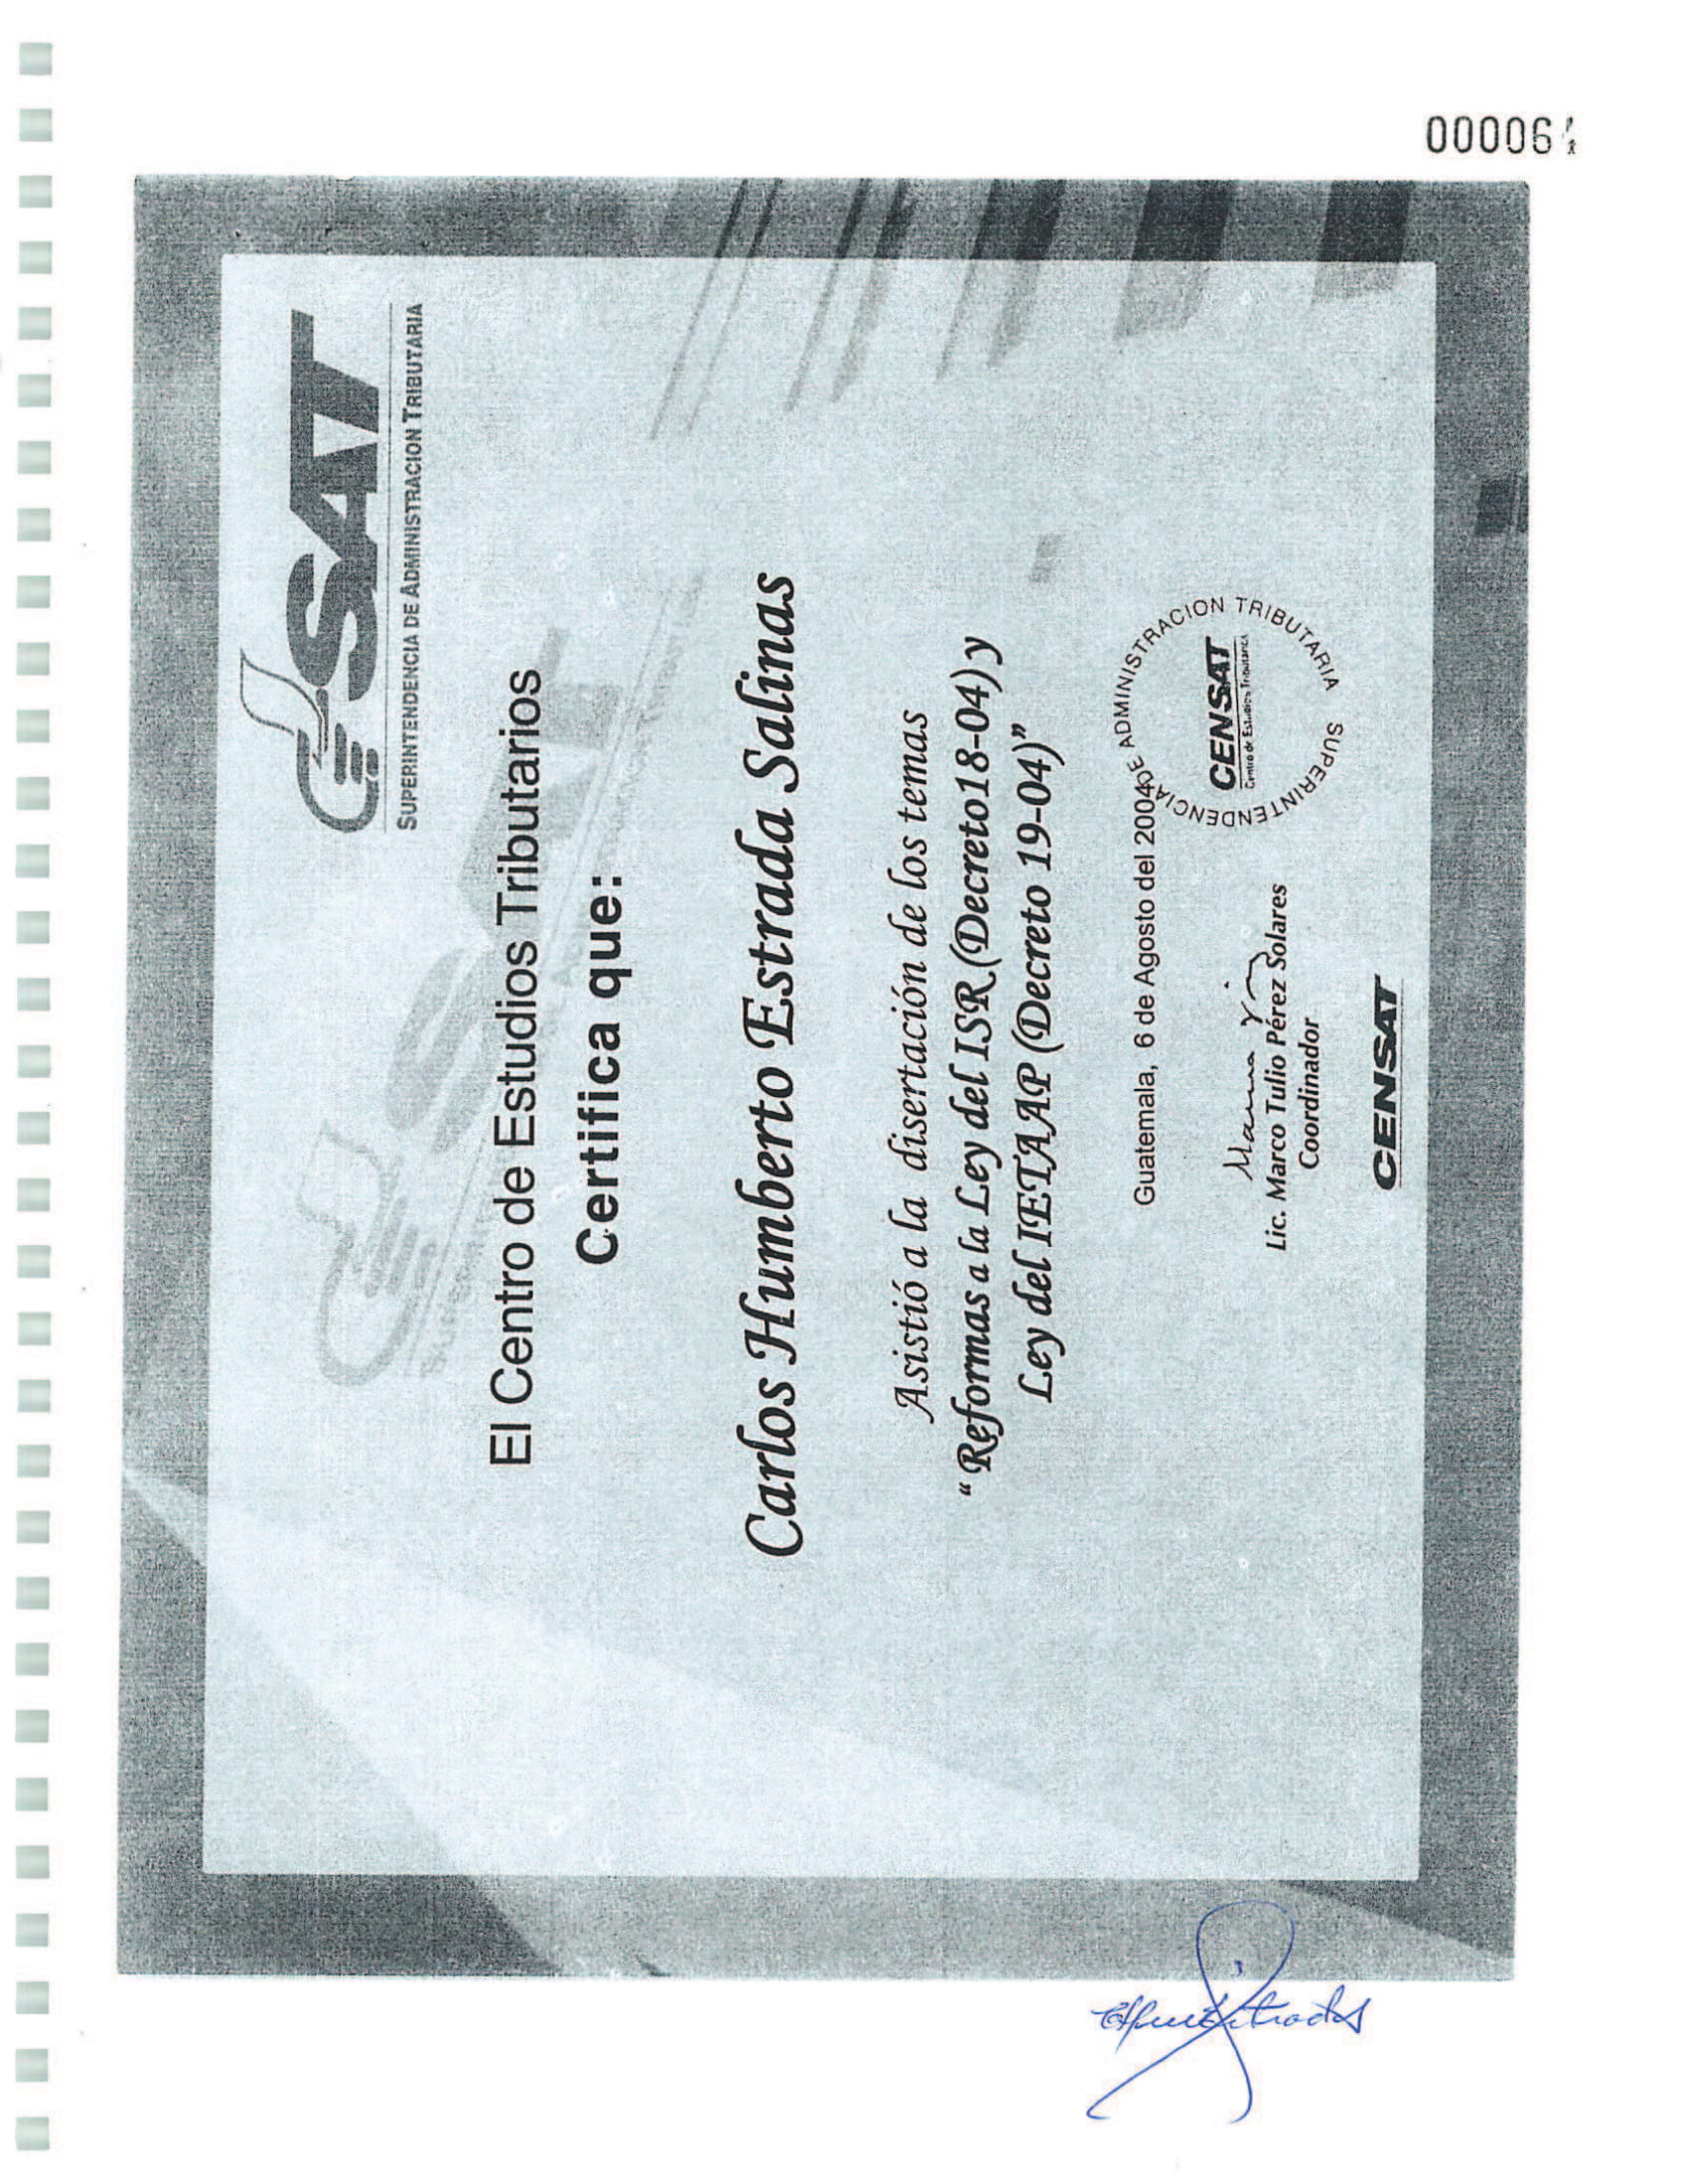 000064
SAT
SUPERINTENDENCIA DE ADMINISTRACION TRIBUTARIA
El Centro de Estudios Tributarios
Certifica que:
Carlos Humberto Estrada Salinas
Asistió a la disertación de los temas
“Reformas a la Ley del ISR (Decreto18-04) y
Ley del IETAAP (Decreto 19-04)”
Guatemala, 6 de Agosto del 2004
SUPERINTENDENCIA DE ADMINISTRACION TRIBUTARIA
CENSAT
Centro de Estudios Tributarios
Lic. Marco Tulio Pérez Solares
Coordinador
CENSAT